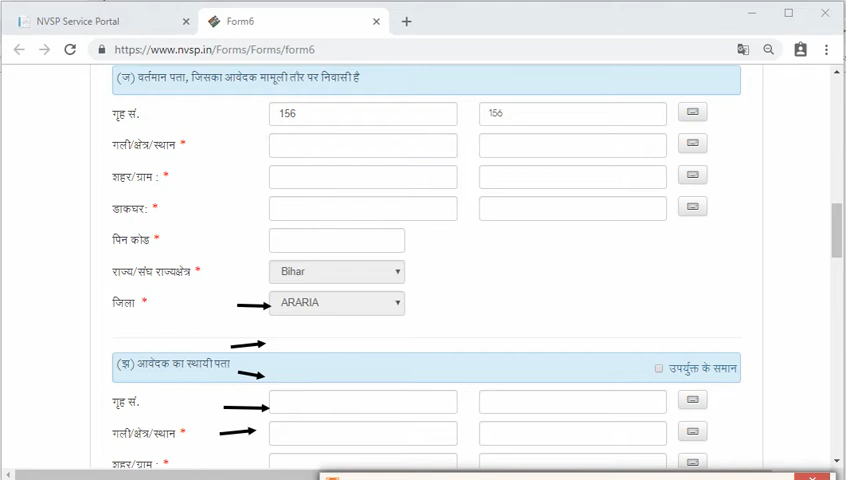 NVSP Service Portal
Form6
https://www.nvsp.in/Forms/Forms/form6
(ज) वर्तमान पता, जिसका आवेदक मामूली तौर पर निवासी है
गृह सं. 156 156
गली/क्षेत्र/स्थान *
शहर/ग्राम : *
डाकघर: *
पिन कोड *
राज्य/संघ राज्यक्षेत्र * Bihar
जिला * ARARIA
(झ) आवेदक का स्थायी पता उपर्युक्त के समान
गृह सं.
गली/क्षेत्र/स्थान *
शहर/ग्राम : *